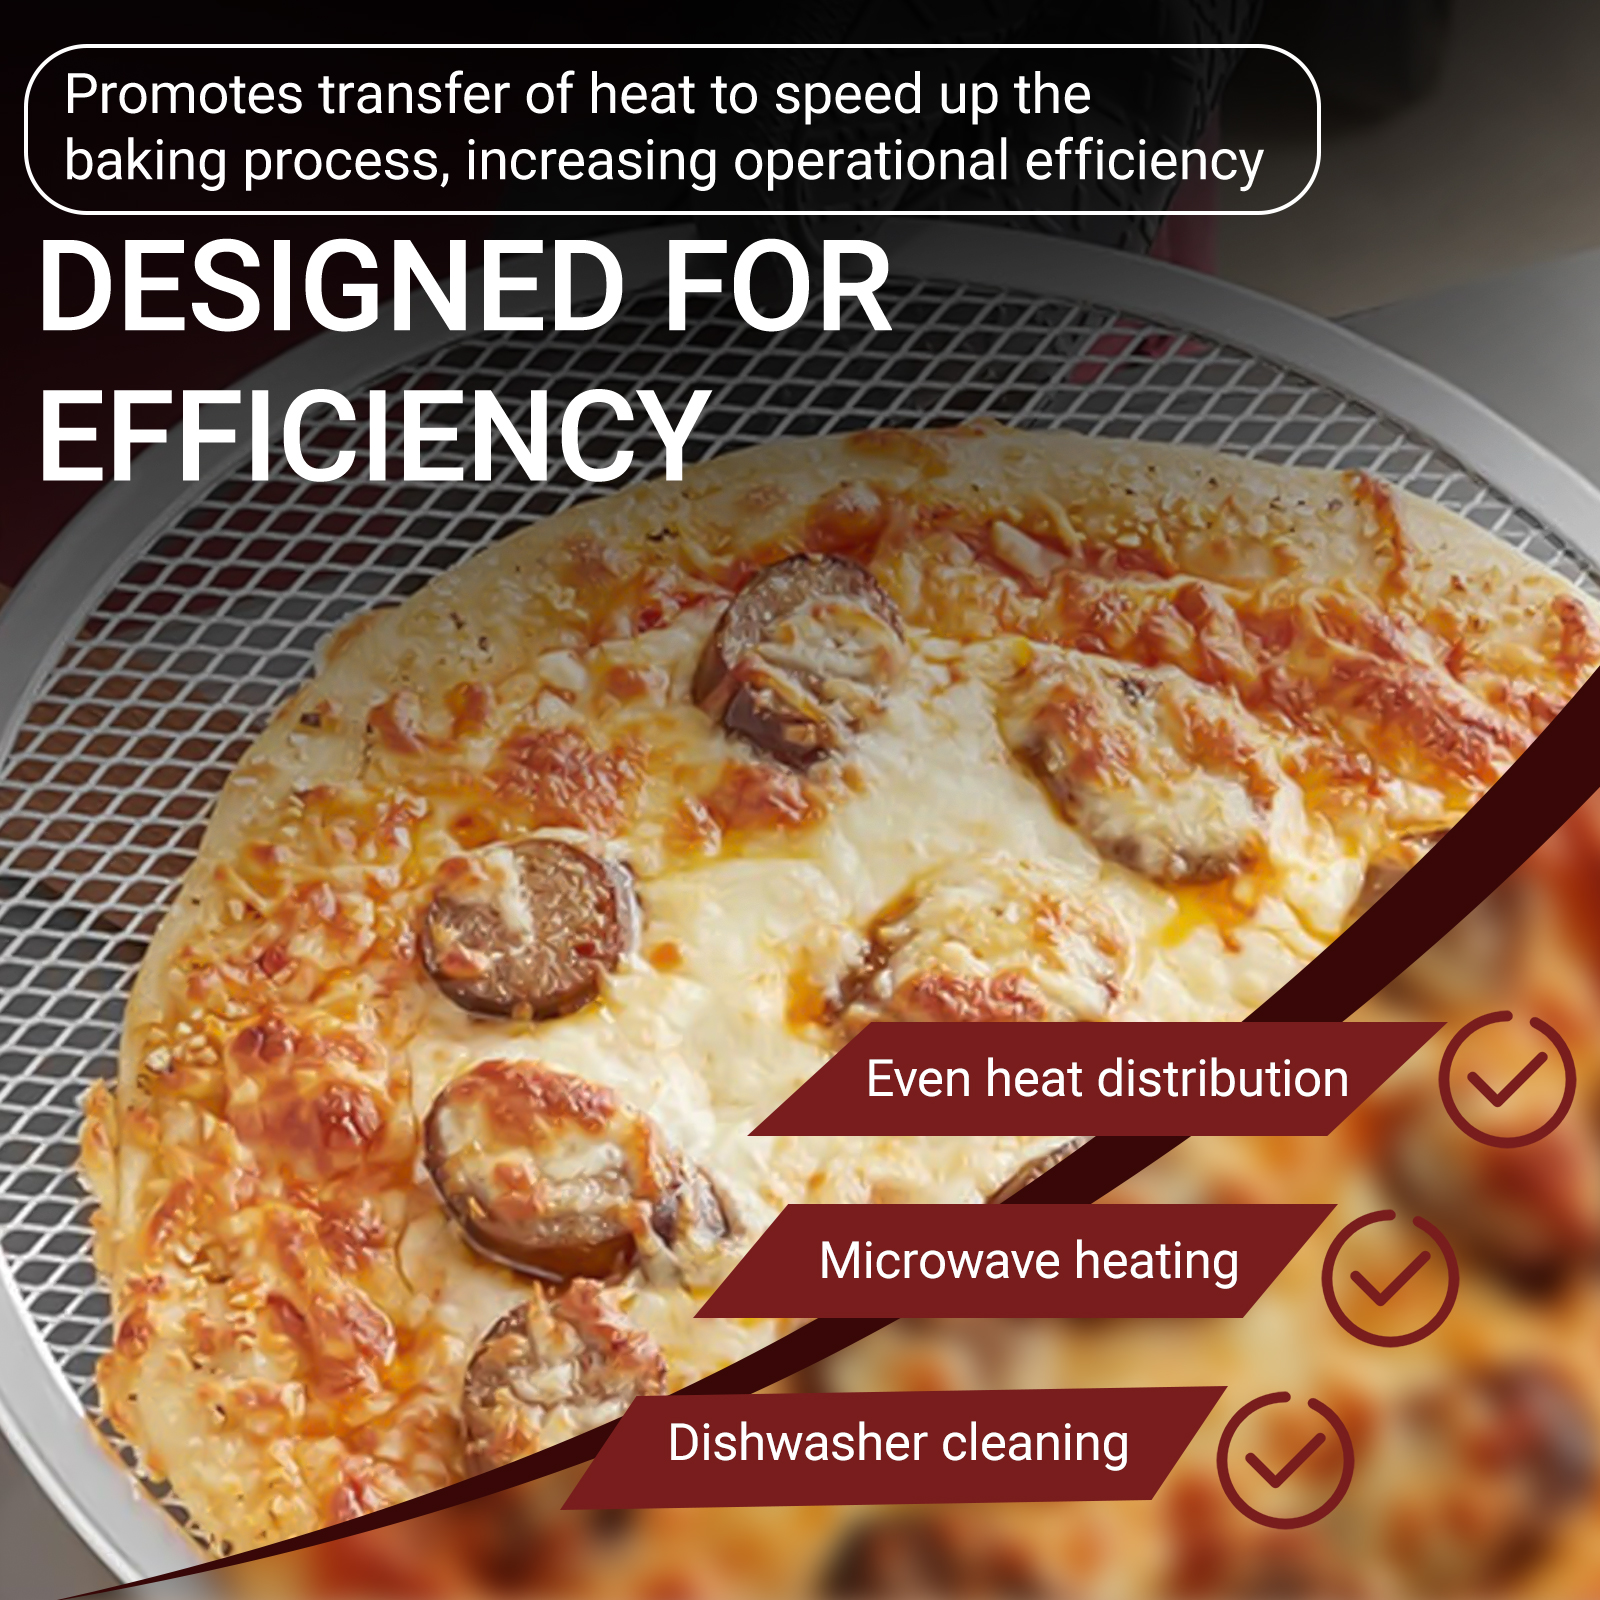 Promotes transfer of heat to speed up the
baking process, increasing operational efficiency
DESIGNED FOR
EFFICIENCY
Even heat distribution
Microwave heating
Dishwasher cleaning